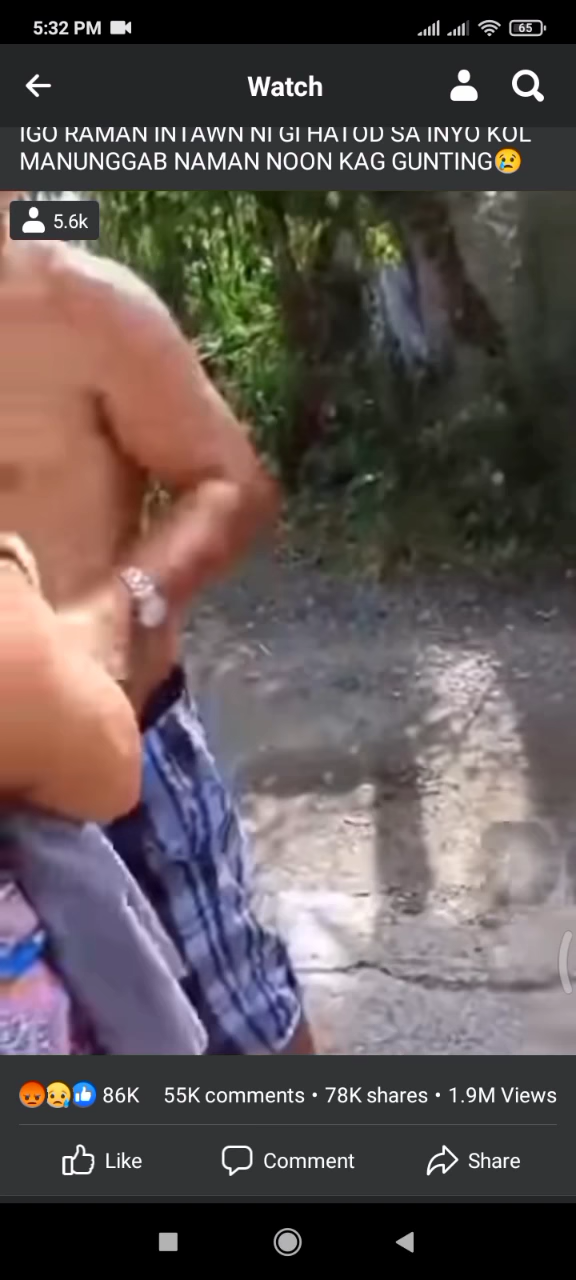 5:32 PM
65
Watch
IGO RAMAN INTAWN NI GI HATOD SA INYO KOL
MANUNGGAB NAMAN NOON KAG GUNTING😢
5.6k
86K 55K comments • 78K shares • 1.9M Views
Like Comment Share